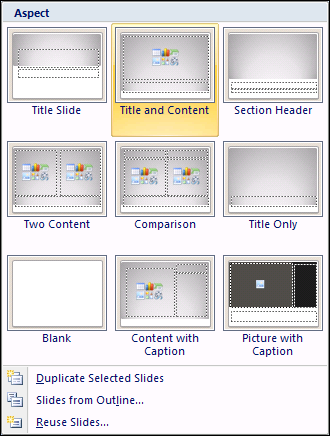 Aspect
Title Slide
Title and Content
Section Header
Two Content
Comparison
Title Only
Blank
Content with
Caption
Picture with
Caption
Duplicate Selected Slides
Slides from Outline...
Reuse Slides...